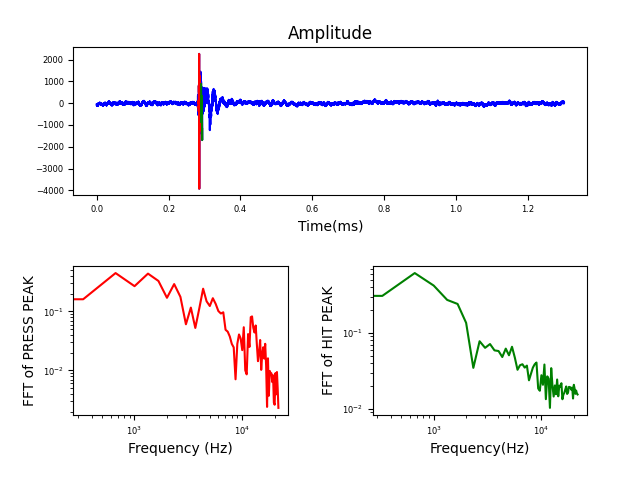 Amplitude
2000
1000
0
−1000
−2000
−3000
−4000
0.0 0.2 0.4 0.6 0.8 1.0 1.2
Time(ms)
FFT of PRESS PEAK
10⁻¹
10⁻²
10³ 10⁴
Frequency (Hz)
FFT of HIT PEAK
10⁻¹
10⁻²
10³ 10⁴
Frequency(Hz)